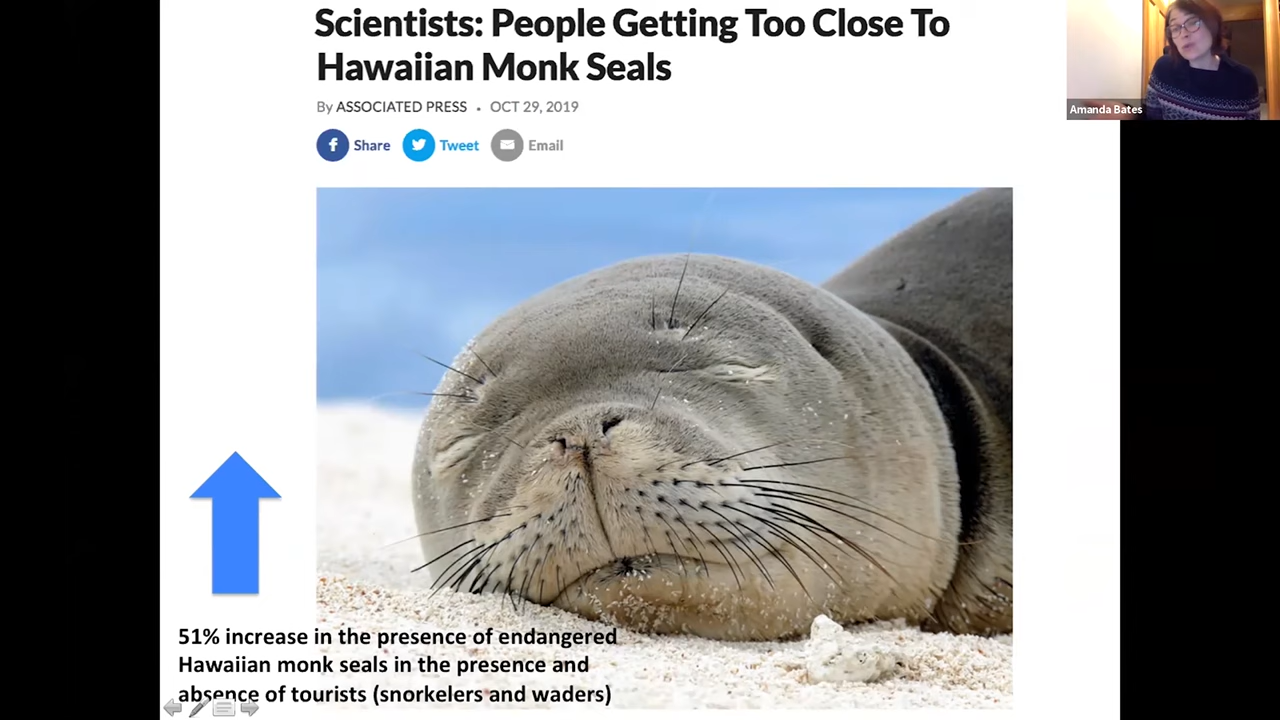 Scientists: People Getting Too Close To
Hawaiian Monk Seals
By ASSOCIATED PRESS • OCT 29, 2019
f Share Tweet Email
Amanda Bates
51% increase in the presence of endangered
Hawaiian monk seals in the presence and
absence of tourists (snorkelers and waders)